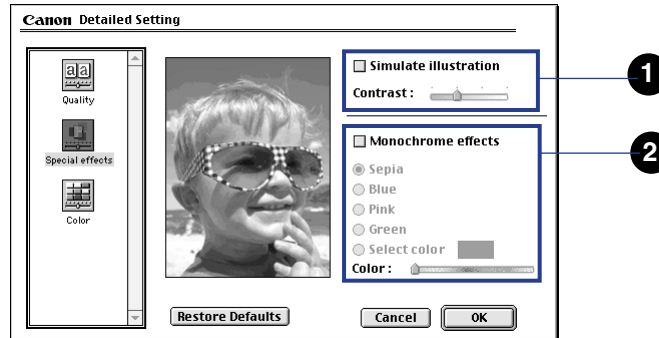 Canon Detailed Setting
aa
Quality
Special effects
Color
Simulate illustration
Contrast :
1
Monochrome effects
2
Sepia
Blue
Pink
Green
Select color
Color :
Restore Defaults
Cancel
OK